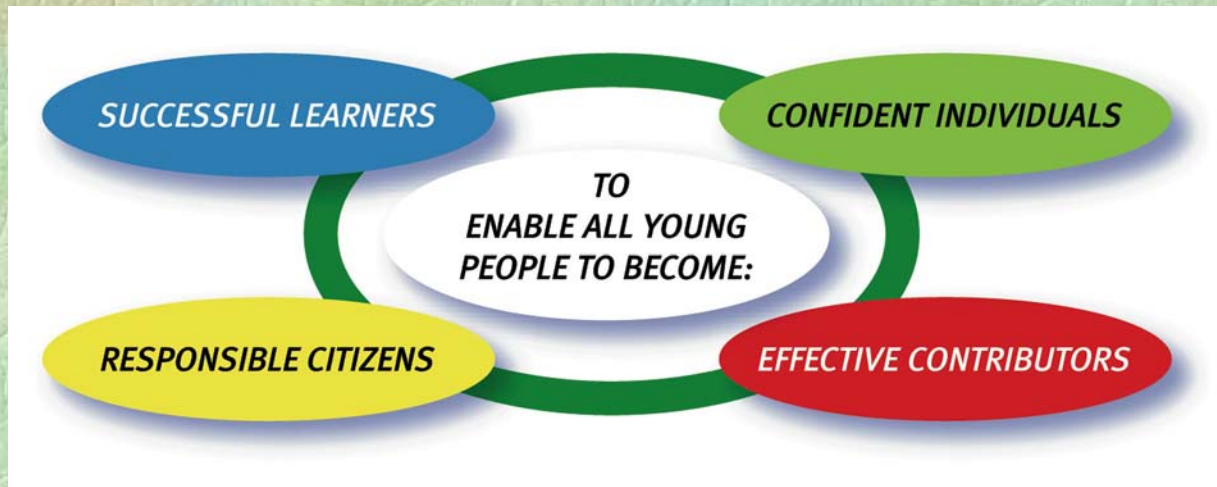 SUCCESSFUL LEARNERS
CONFIDENT INDIVIDUALS
TO
ENABLE ALL YOUNG
PEOPLE TO BECOME:
RESPONSIBLE CITIZENS
EFFECTIVE CONTRIBUTORS